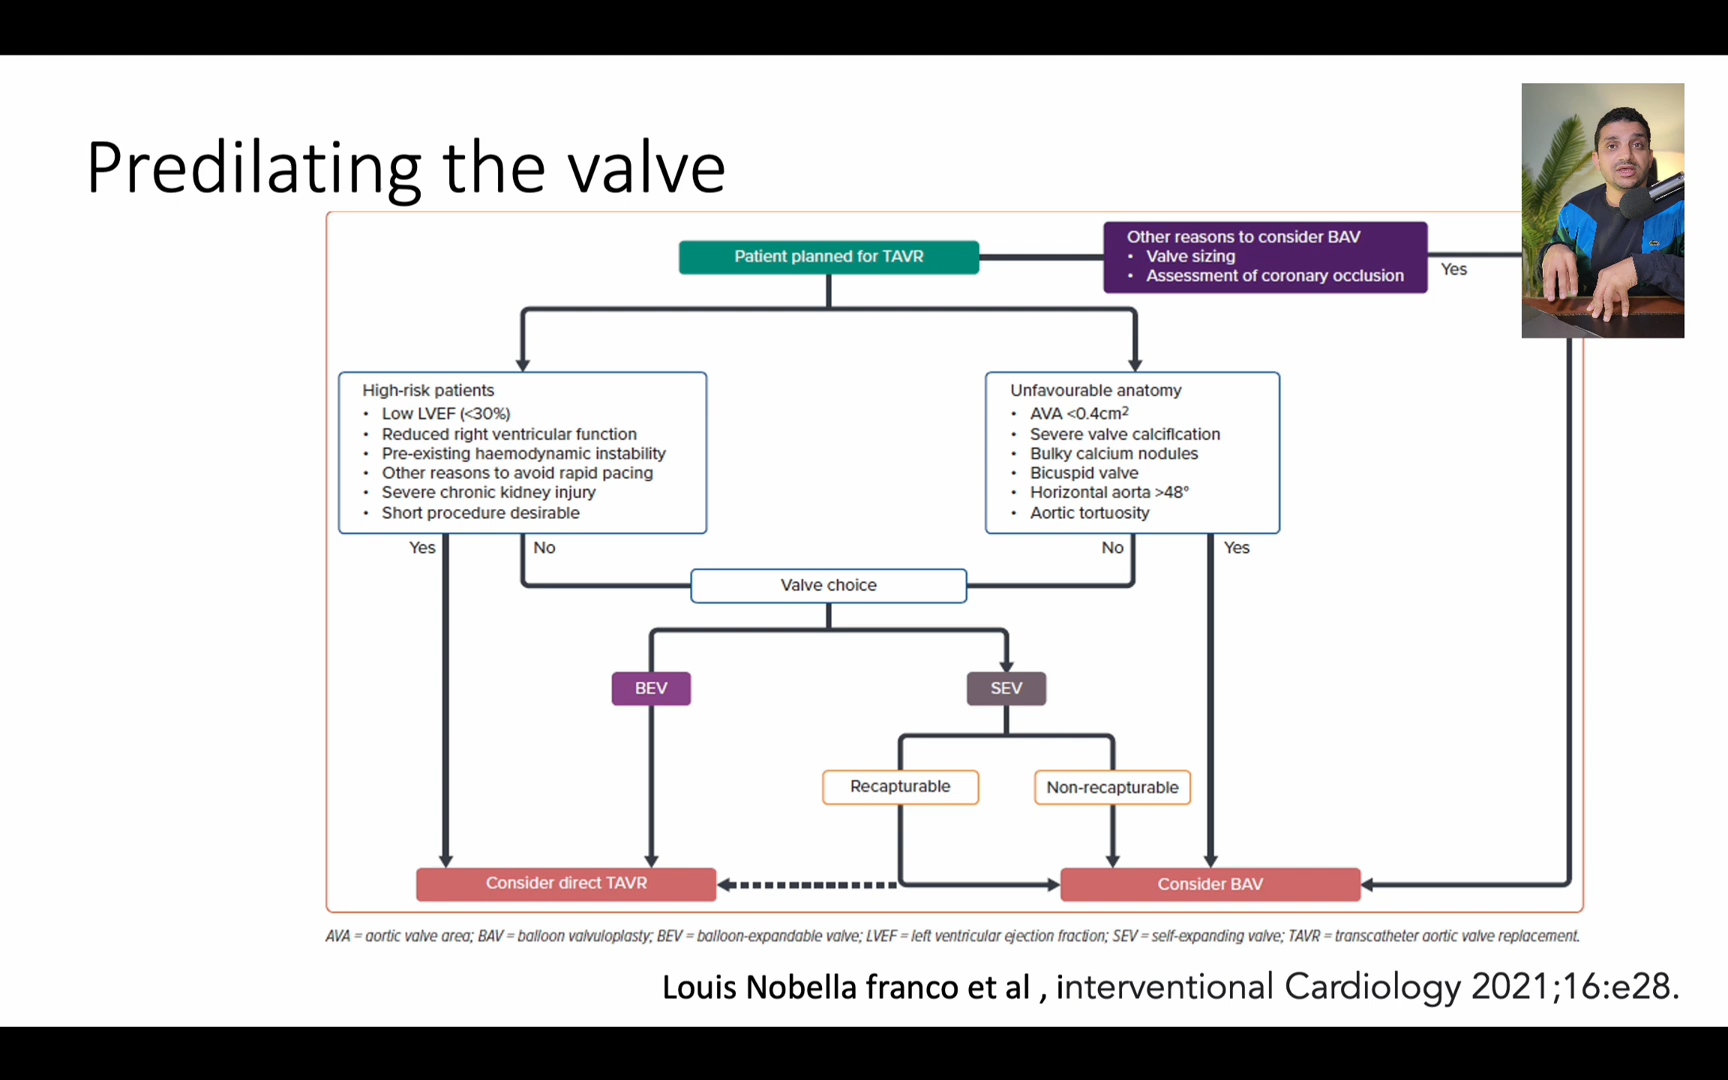 Predilating the valve
Patient planned for TAVR
Other reasons to consider BAV
• Valve sizing
• Assessment of coronary occlusion
Yes
High-risk patients
• Low LVEF (<30%)
• Reduced right ventricular function
• Pre-existing haemodynamic instability
• Other reasons to avoid rapid pacing
• Severe chronic kidney injury
• Short procedure desirable
Unfavourable anatomy
• AVA <0.4cm²
• Severe valve calcification
• Bulky calcium nodules
• Bicuspid valve
• Horizontal aorta >48°
• Aortic tortuosity
Yes
No
No
Yes
Valve choice
BEV
SEV
Recapturable
Non-recapturable
Consider direct TAVR
Consider BAV
AVA = aortic valve area; BAV = balloon valvuloplasty; BEV = balloon-expandable valve; LVEF = left ventricular ejection fraction; SEV = self-expanding valve; TAVR = transcatheter aortic valve replacement.
Louis Nobella franco et al , interventional Cardiology 2021;16:e28.